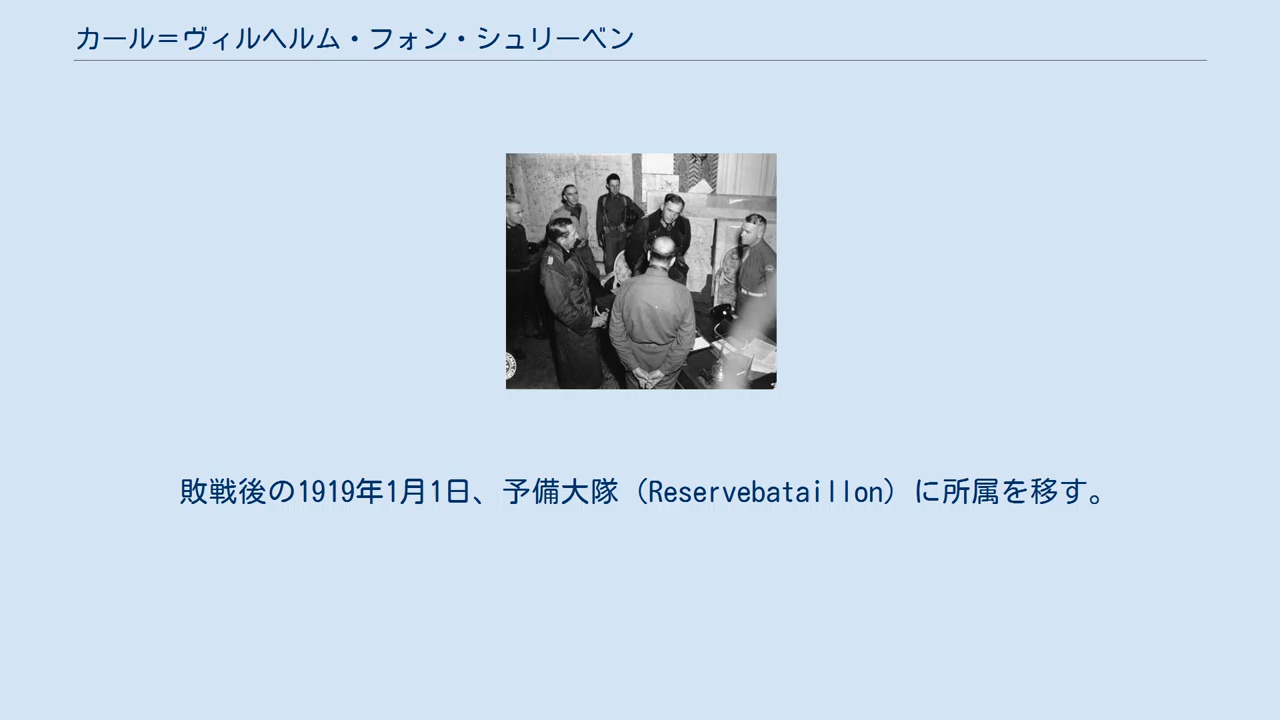 カール＝ヴィルヘルム・フォン・シュリーベン
敗戦後の1919年1月1日、予備大隊（Reservebataillon）に所属を移す。